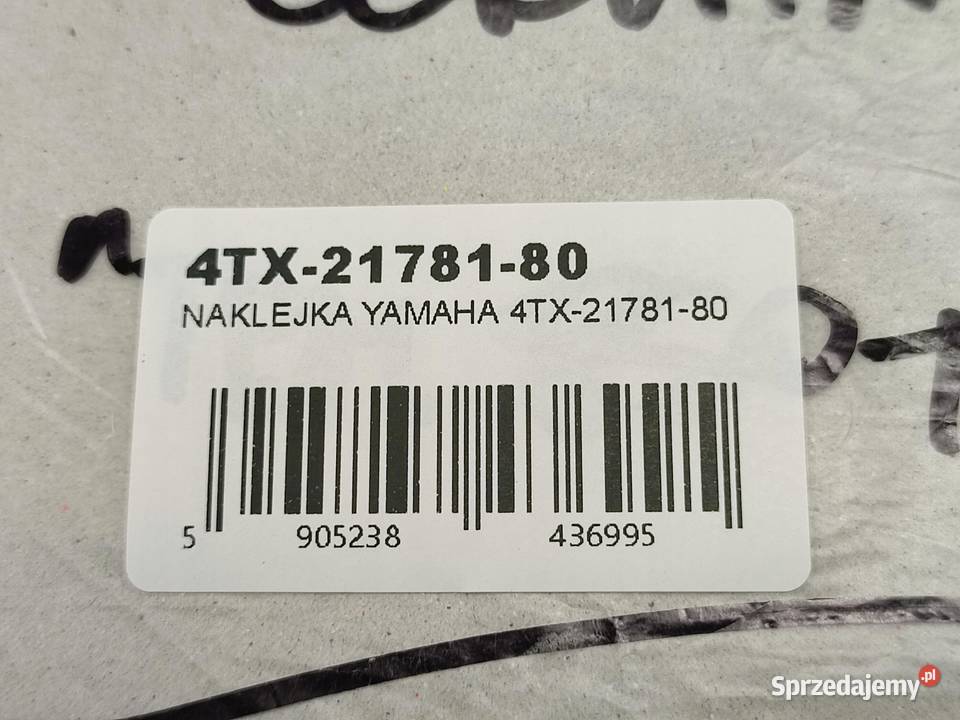 4TX-21781-80
NAKLEJKA YAMAHA 4TX-21781-80
5 905238 436995
Sprzedajemy.pl